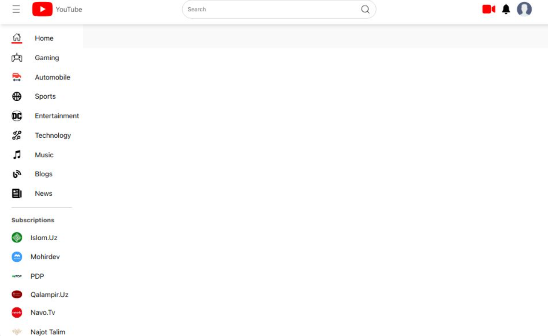 YouTube
Search
Home
Gaming
Automobile
Sports
DC
Entertainment
Technology
Music
Blogs
News
Subscriptions
Islom.Uz
Mohirdev
PDP
Qalampir.Uz
Navo.Tv
Najot Talim